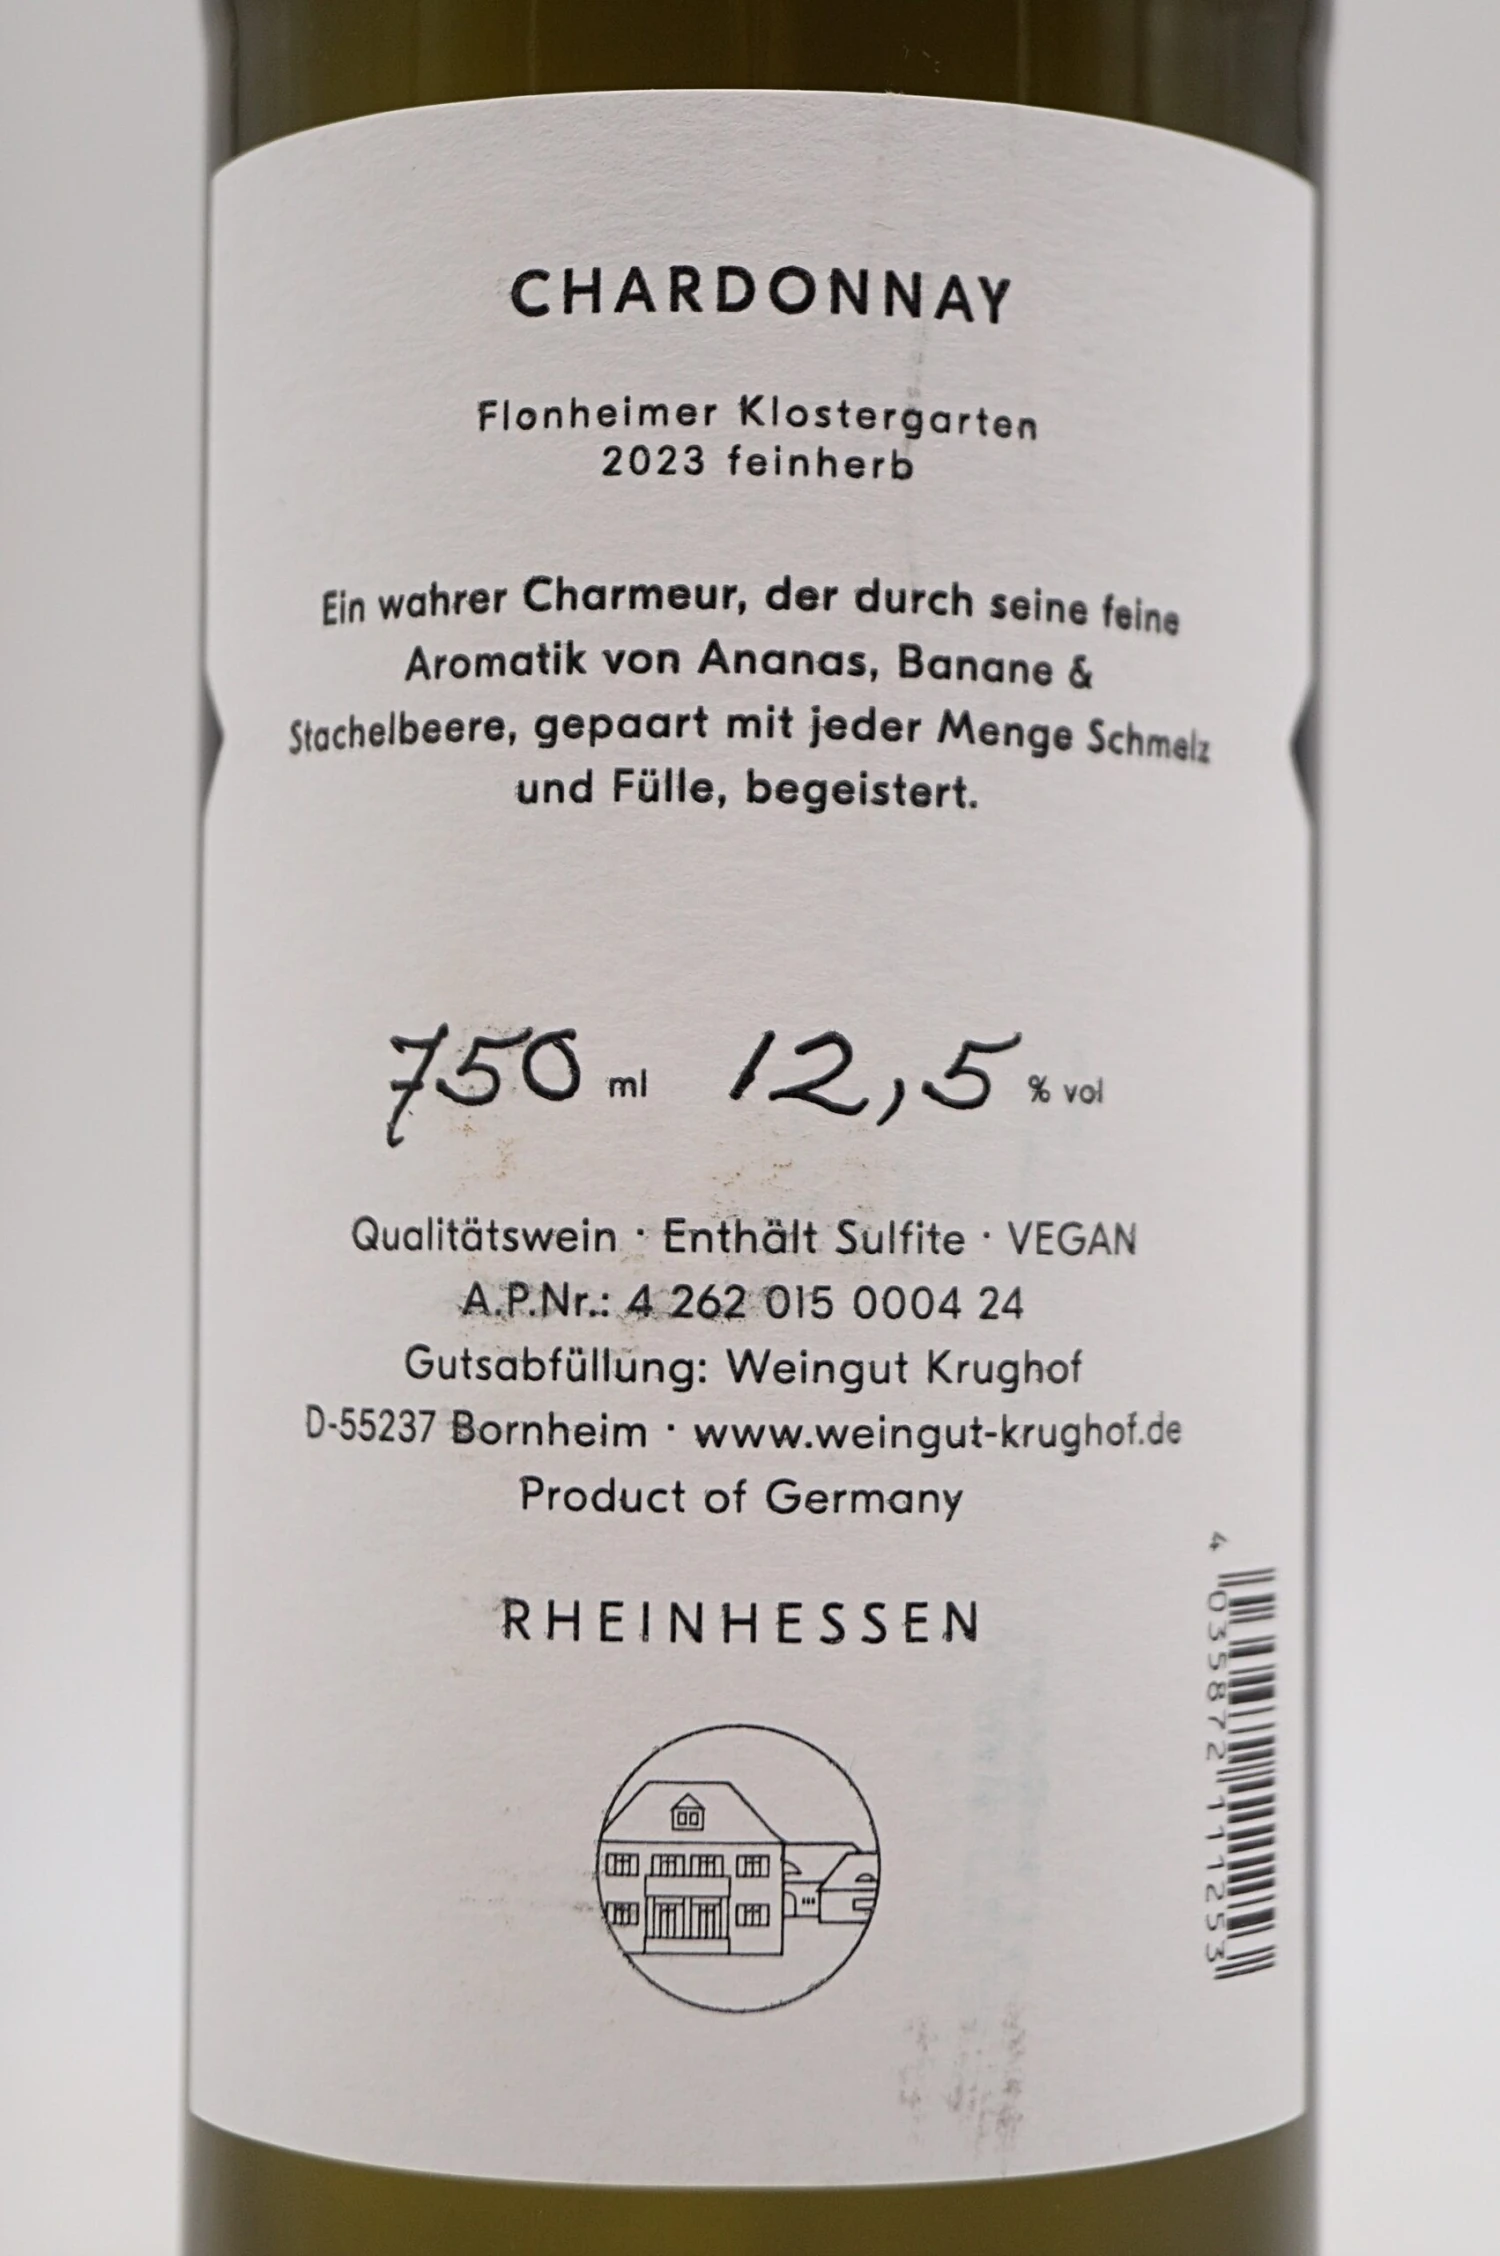 CHARDONNAY
Flonheimer Klostergarten
2023 feinherb
Ein wahrer Charmeur, der durch seine feine
Aromatik von Ananas, Banane &
Stachelbeere, gepaart mit jeder Menge Schmelz
und Fülle, begeistert.
750 ml 12,5 % vol
Qualitätswein · Enthält Sulfite · VEGAN
A.P.Nr.: 4 262 015 0004 24
Gutsabfüllung: Weingut Krughof
D-55237 Bornheim · www.weingut-krughof.de
Product of Germany
RHEINHESSEN
4 035872 111253